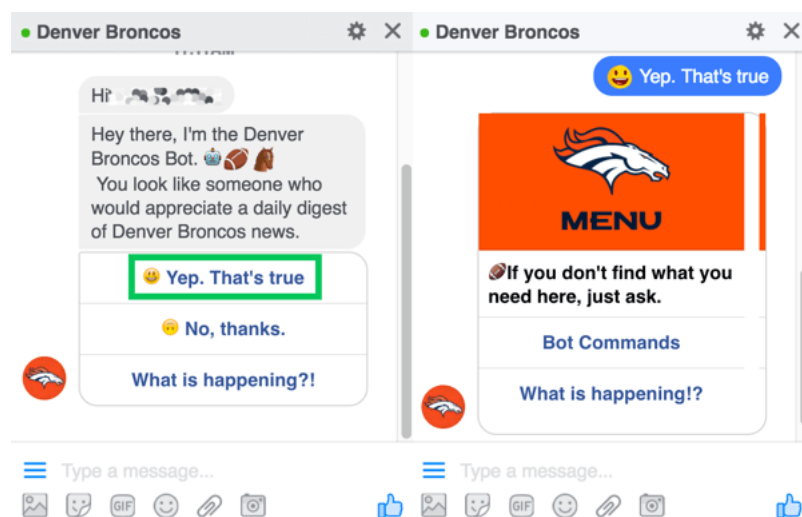 Denver Broncos
Hi
Hey there, I'm the Denver
Broncos Bot. 🤖🏈🐴
You look like someone who
would appreciate a daily digest
of Denver Broncos news.
😃 Yep. That's true
🙃 No, thanks.
What is happening?!
Type a message...
GIF
Denver Broncos
😃 Yep. That's true
MENU
🏈If you don't find what you
need here, just ask.
Bot Commands
What is happening!?
Type a message...
GIF